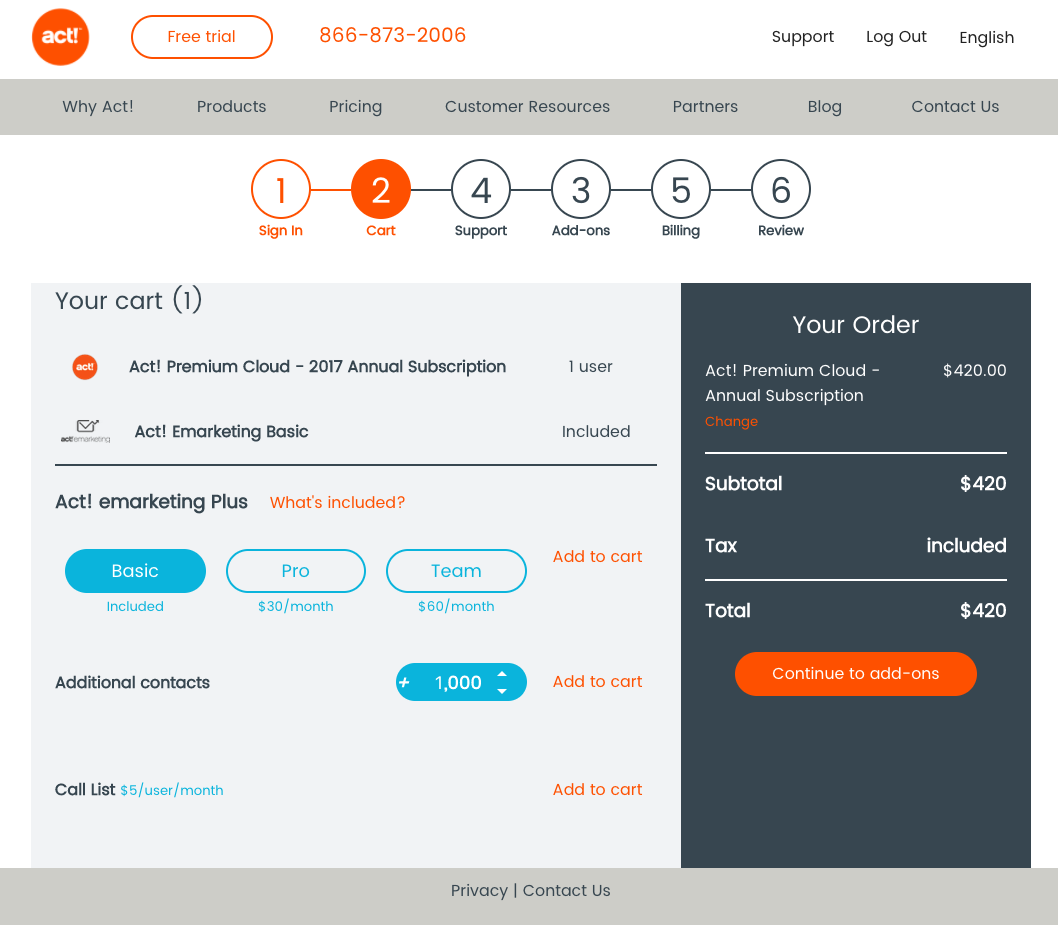 act!
Free trial
866-873-2006
Support
Log Out
English
Why Act!
Products
Pricing
Customer Resources
Partners
Blog
Contact Us
1
2
4
3
5
6
Sign In
Cart
Support
Add-ons
Billing
Review
Your cart (1)
act! Act! Premium Cloud - 2017 Annual Subscription 1 user
act!emarketing Act! Emarketing Basic Included
Act! emarketing Plus What's included?
Basic Pro Team Add to cart
Included $30/month $60/month
Additional contacts + 1,000 Add to cart
Call List $5/user/month Add to cart
Your Order
Act! Premium Cloud - $420.00
Annual Subscription
Change
Subtotal $420
Tax included
Total $420
Continue to add-ons
Privacy | Contact Us